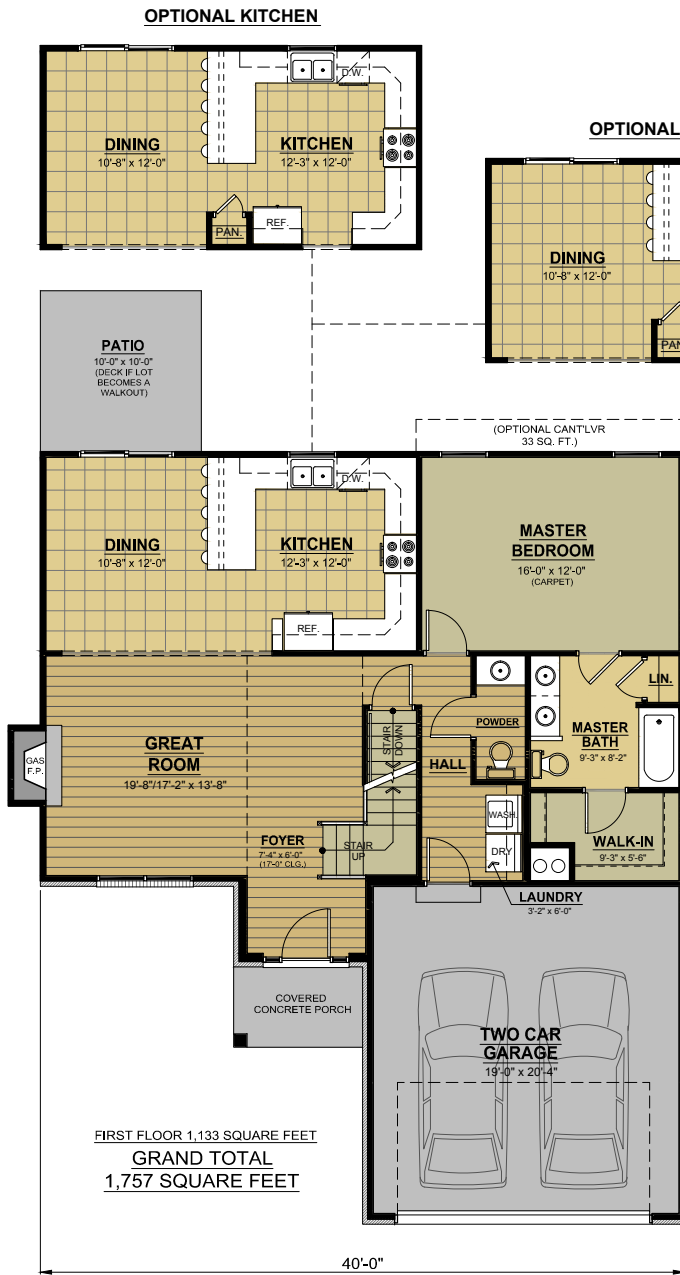 OPTIONAL KITCHEN
D.W.
DINING
10'-8" x 12'-0"
KITCHEN
12'-3" x 12'-0"
PAN.
REF.
OPTIONAL
DINING
10'-8" x 12'-0"
PAN
PATIO
10'-0" x 10'-0"
(DECK IF LOT
BECOMES A
WALKOUT)
(OPTIONAL CANT'LVR
33 SQ. FT.)
D.W.
DINING
10'-8" x 12'-0"
KITCHEN
12'-3" x 12'-0"
REF.
MASTER
BEDROOM
16'-0" x 12'-0"
(CARPET)
LIN.
POWDER
MASTER
BATH
9'-3" x 8'-2"
STAIR
DOWN
GREAT
ROOM
19'-8"/17'-2" x 13'-8"
GAS
F.P.
HALL
WASH.
DRY
FOYER
7'-4" x 6'-0"
(17'-0" CLG.)
STAIR
UP
WALK-IN
9'-3" x 5'-6"
LAUNDRY
3'-2" x 6'-0"
COVERED
CONCRETE PORCH
TWO CAR
GARAGE
19'-0" x 20'-4"
FIRST FLOOR 1,133 SQUARE FEET
GRAND TOTAL
1,757 SQUARE FEET
40'-0"